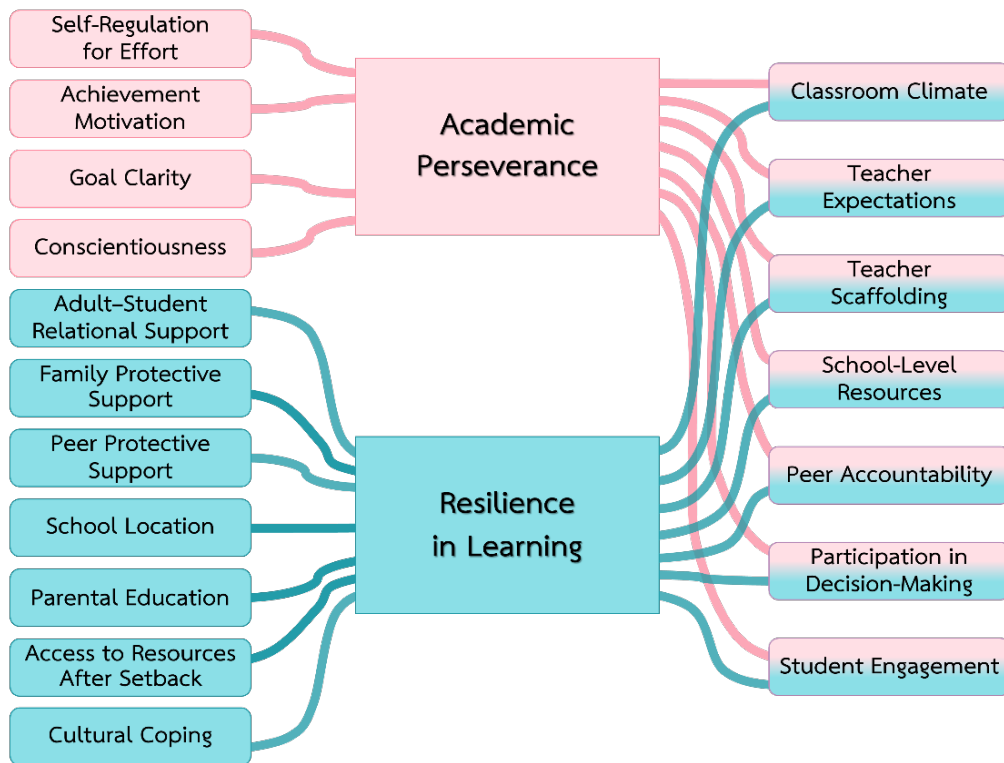 Self-Regulation
for Effort
Achievement
Motivation
Goal Clarity
Conscientiousness
Adult–Student
Relational Support
Family Protective
Support
Peer Protective
Support
School Location
Parental Education
Access to Resources
After Setback
Cultural Coping
Academic
Perseverance
Resilience
in Learning
Classroom Climate
Teacher
Expectations
Teacher
Scaffolding
School-Level
Resources
Peer Accountability
Participation in
Decision-Making
Student Engagement